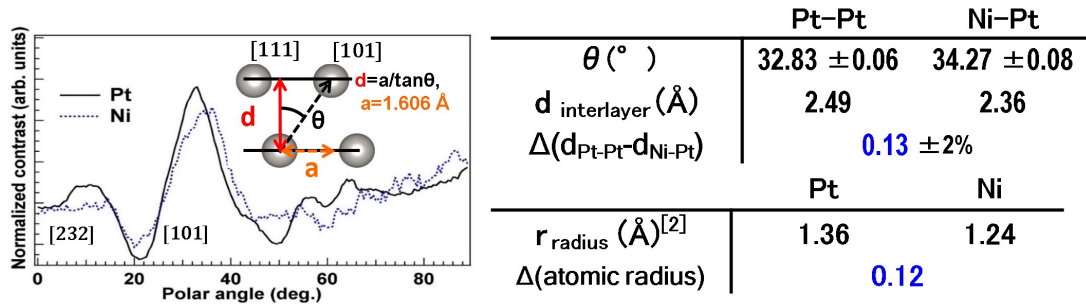 Normalized contrast (arb. units)
Pt
Ni
[111] [101]
d=a/tanθ,
a=1.606 Å
d
θ
a
[232]
[101]
0 20 40 60 80
Polar angle (deg.)
Pt-Pt Ni-Pt
θ(°) 32.83 ±0.06 34.27 ±0.08
d interlayer(Å) 2.49 2.36
Δ(dPt-Pt-dNi-Pt) 0.13 ±2%
Pt Ni
r radius (Å)[2] 1.36 1.24
Δ(atomic radius) 0.12